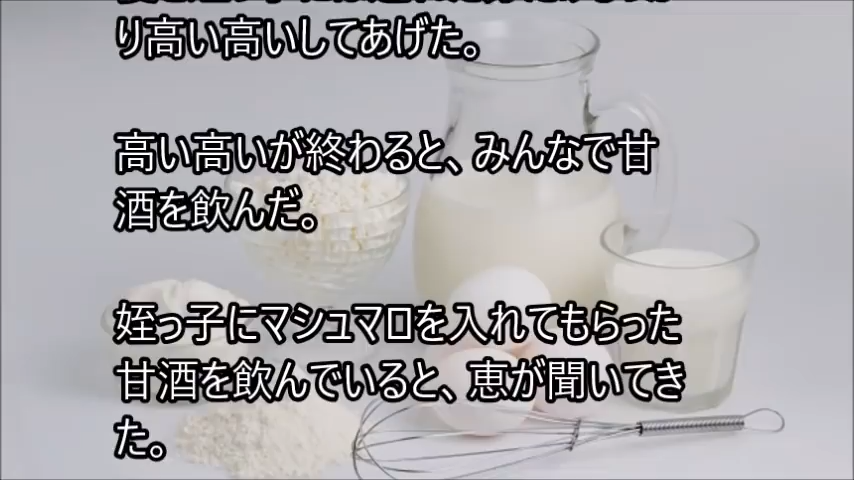 り高い高いしてあげた。
高い高いが終わると、みんなで甘
酒を飲んだ。
姪っ子にマシュマロを入れてもらった
甘酒を飲んでいると、恵が聞いてき
た。